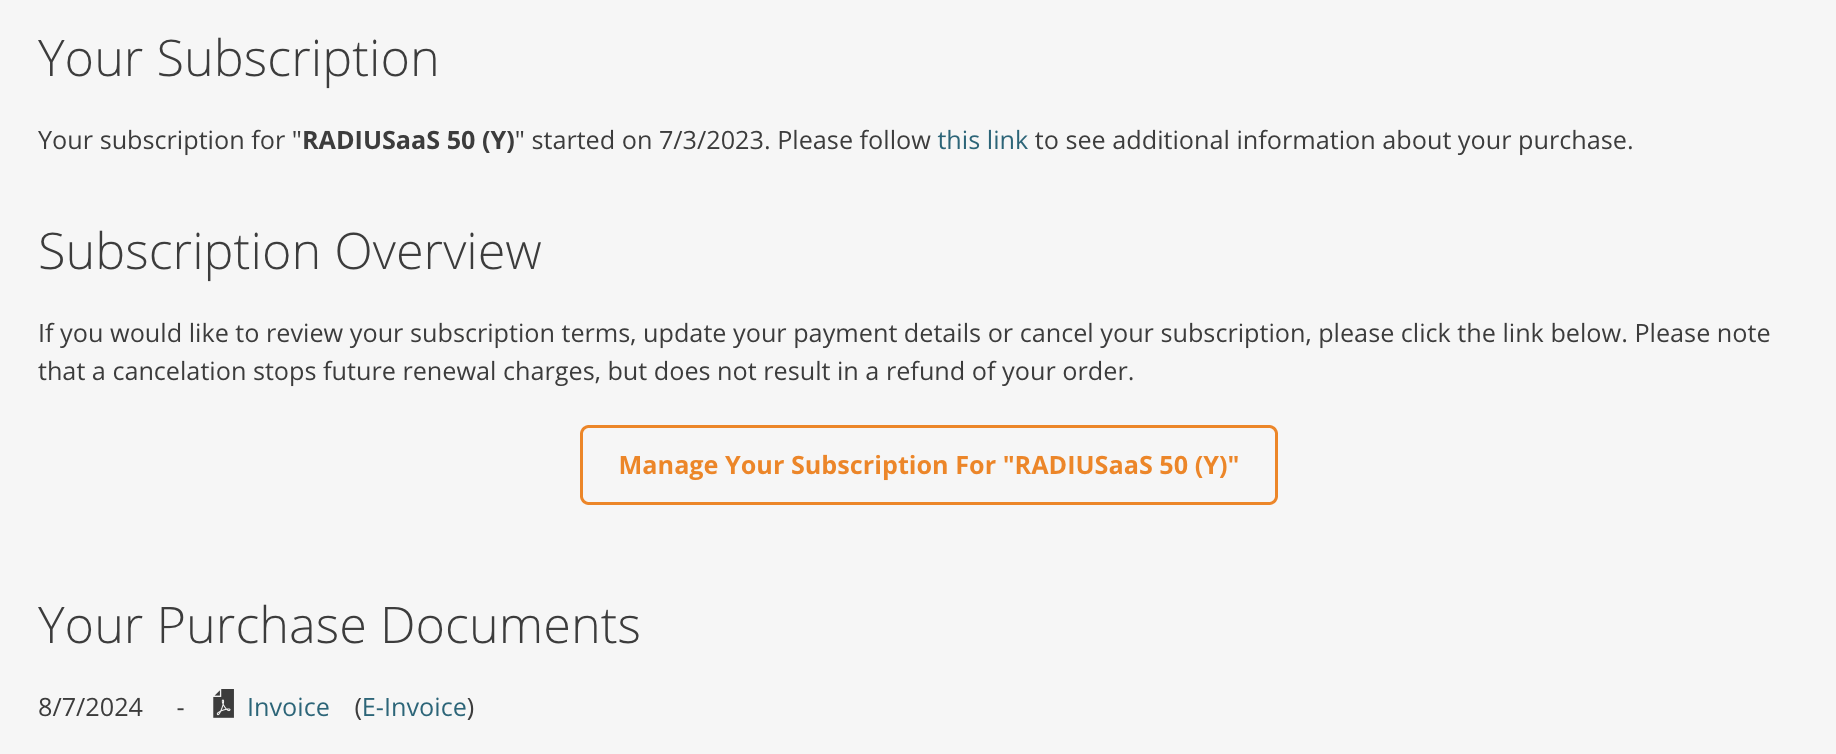 Your Subscription
Your subscription for "RADIUSaaS 50 (Y)" started on 7/3/2023. Please follow this link to see additional information about your purchase.
Subscription Overview
If you would like to review your subscription terms, update your payment details or cancel your subscription, please click the link below. Please note
that a cancelation stops future renewal charges, but does not result in a refund of your order.
Manage Your Subscription For "RADIUSaaS 50 (Y)"
Your Purchase Documents
8/7/2024 - Invoice (E-Invoice)